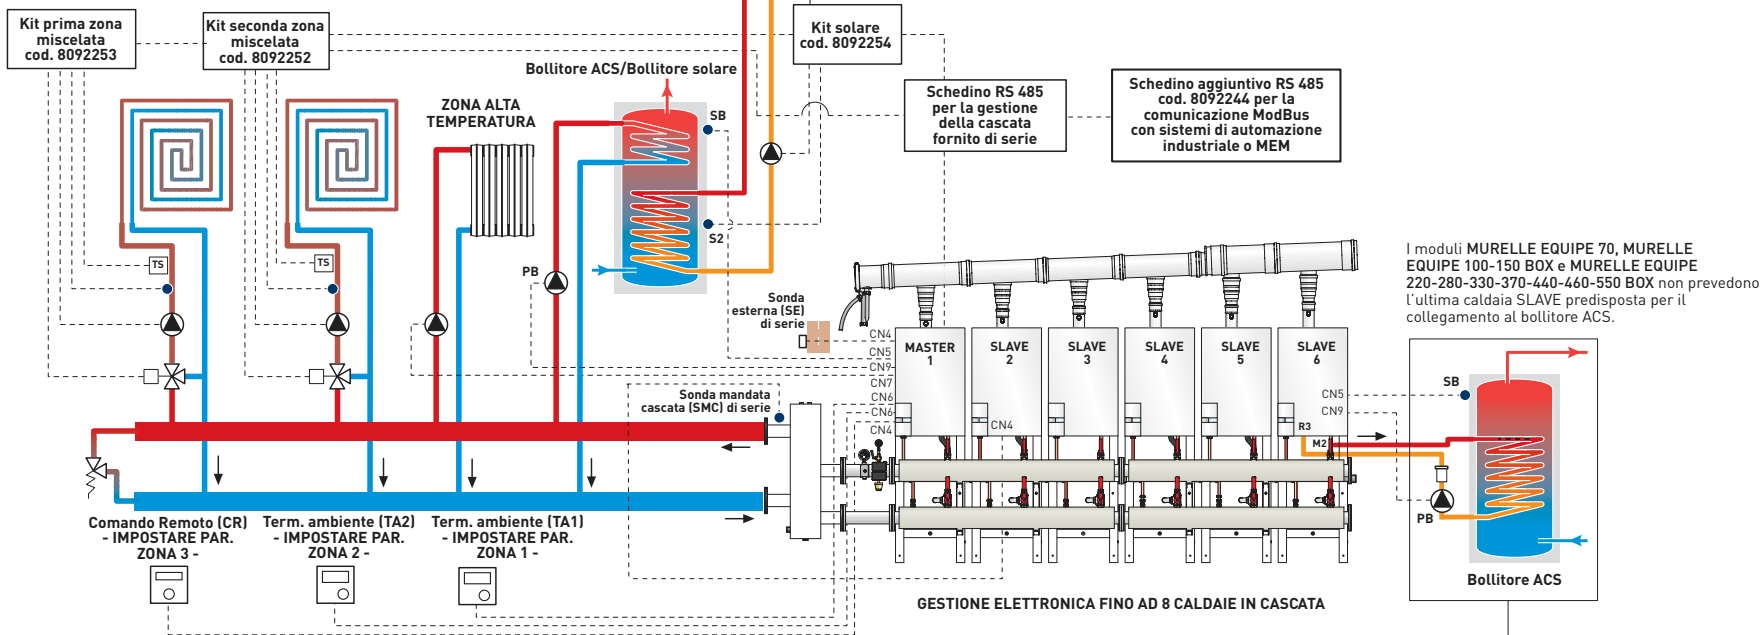 Kit prima zona
miscelata
cod. 8092253
Kit seconda zona
miscelata
cod. 8092252
Kit solare
cod. 8092254
Bollitore ACS/Bollitore solare
Schedino RS 485
per la gestione
della cascata
fornito di serie
Schedino aggiuntivo RS 485
cod. 8092244 per la
comunicazione ModBus
con sistemi di automazione
industriale o MEM
ZONA ALTA
TEMPERATURA
SB
S2
TS
TS
PB
Sonda
esterna (SE)
di serie
I moduli MURELLE EQUIPE 70, MURELLE
EQUIPE 100-150 BOX e MURELLE EQUIPE
220-280-330-370-440-460-550 BOX non prevedono
l'ultima caldaia SLAVE predisposta per il
collegamento al bollitore ACS.
CN4
CN5
CN9
CN7
CN6
CN6
CN4
MASTER
1
SLAVE
2
SLAVE
3
SLAVE
4
SLAVE
5
SLAVE
6
CN4
R3
M2
CN5
CN9
SB
PB
Bollitore ACS
Sonda mandata
cascata (SMC) di serie
Comando Remoto (CR)
- IMPOSTARE PAR.
ZONA 3 -
Term. ambiente (TA2)
- IMPOSTARE PAR.
ZONA 2 -
Term. ambiente (TA1)
- IMPOSTARE PAR.
ZONA 1 -
GESTIONE ELETTRONICA FINO AD 8 CALDAIE IN CASCATA